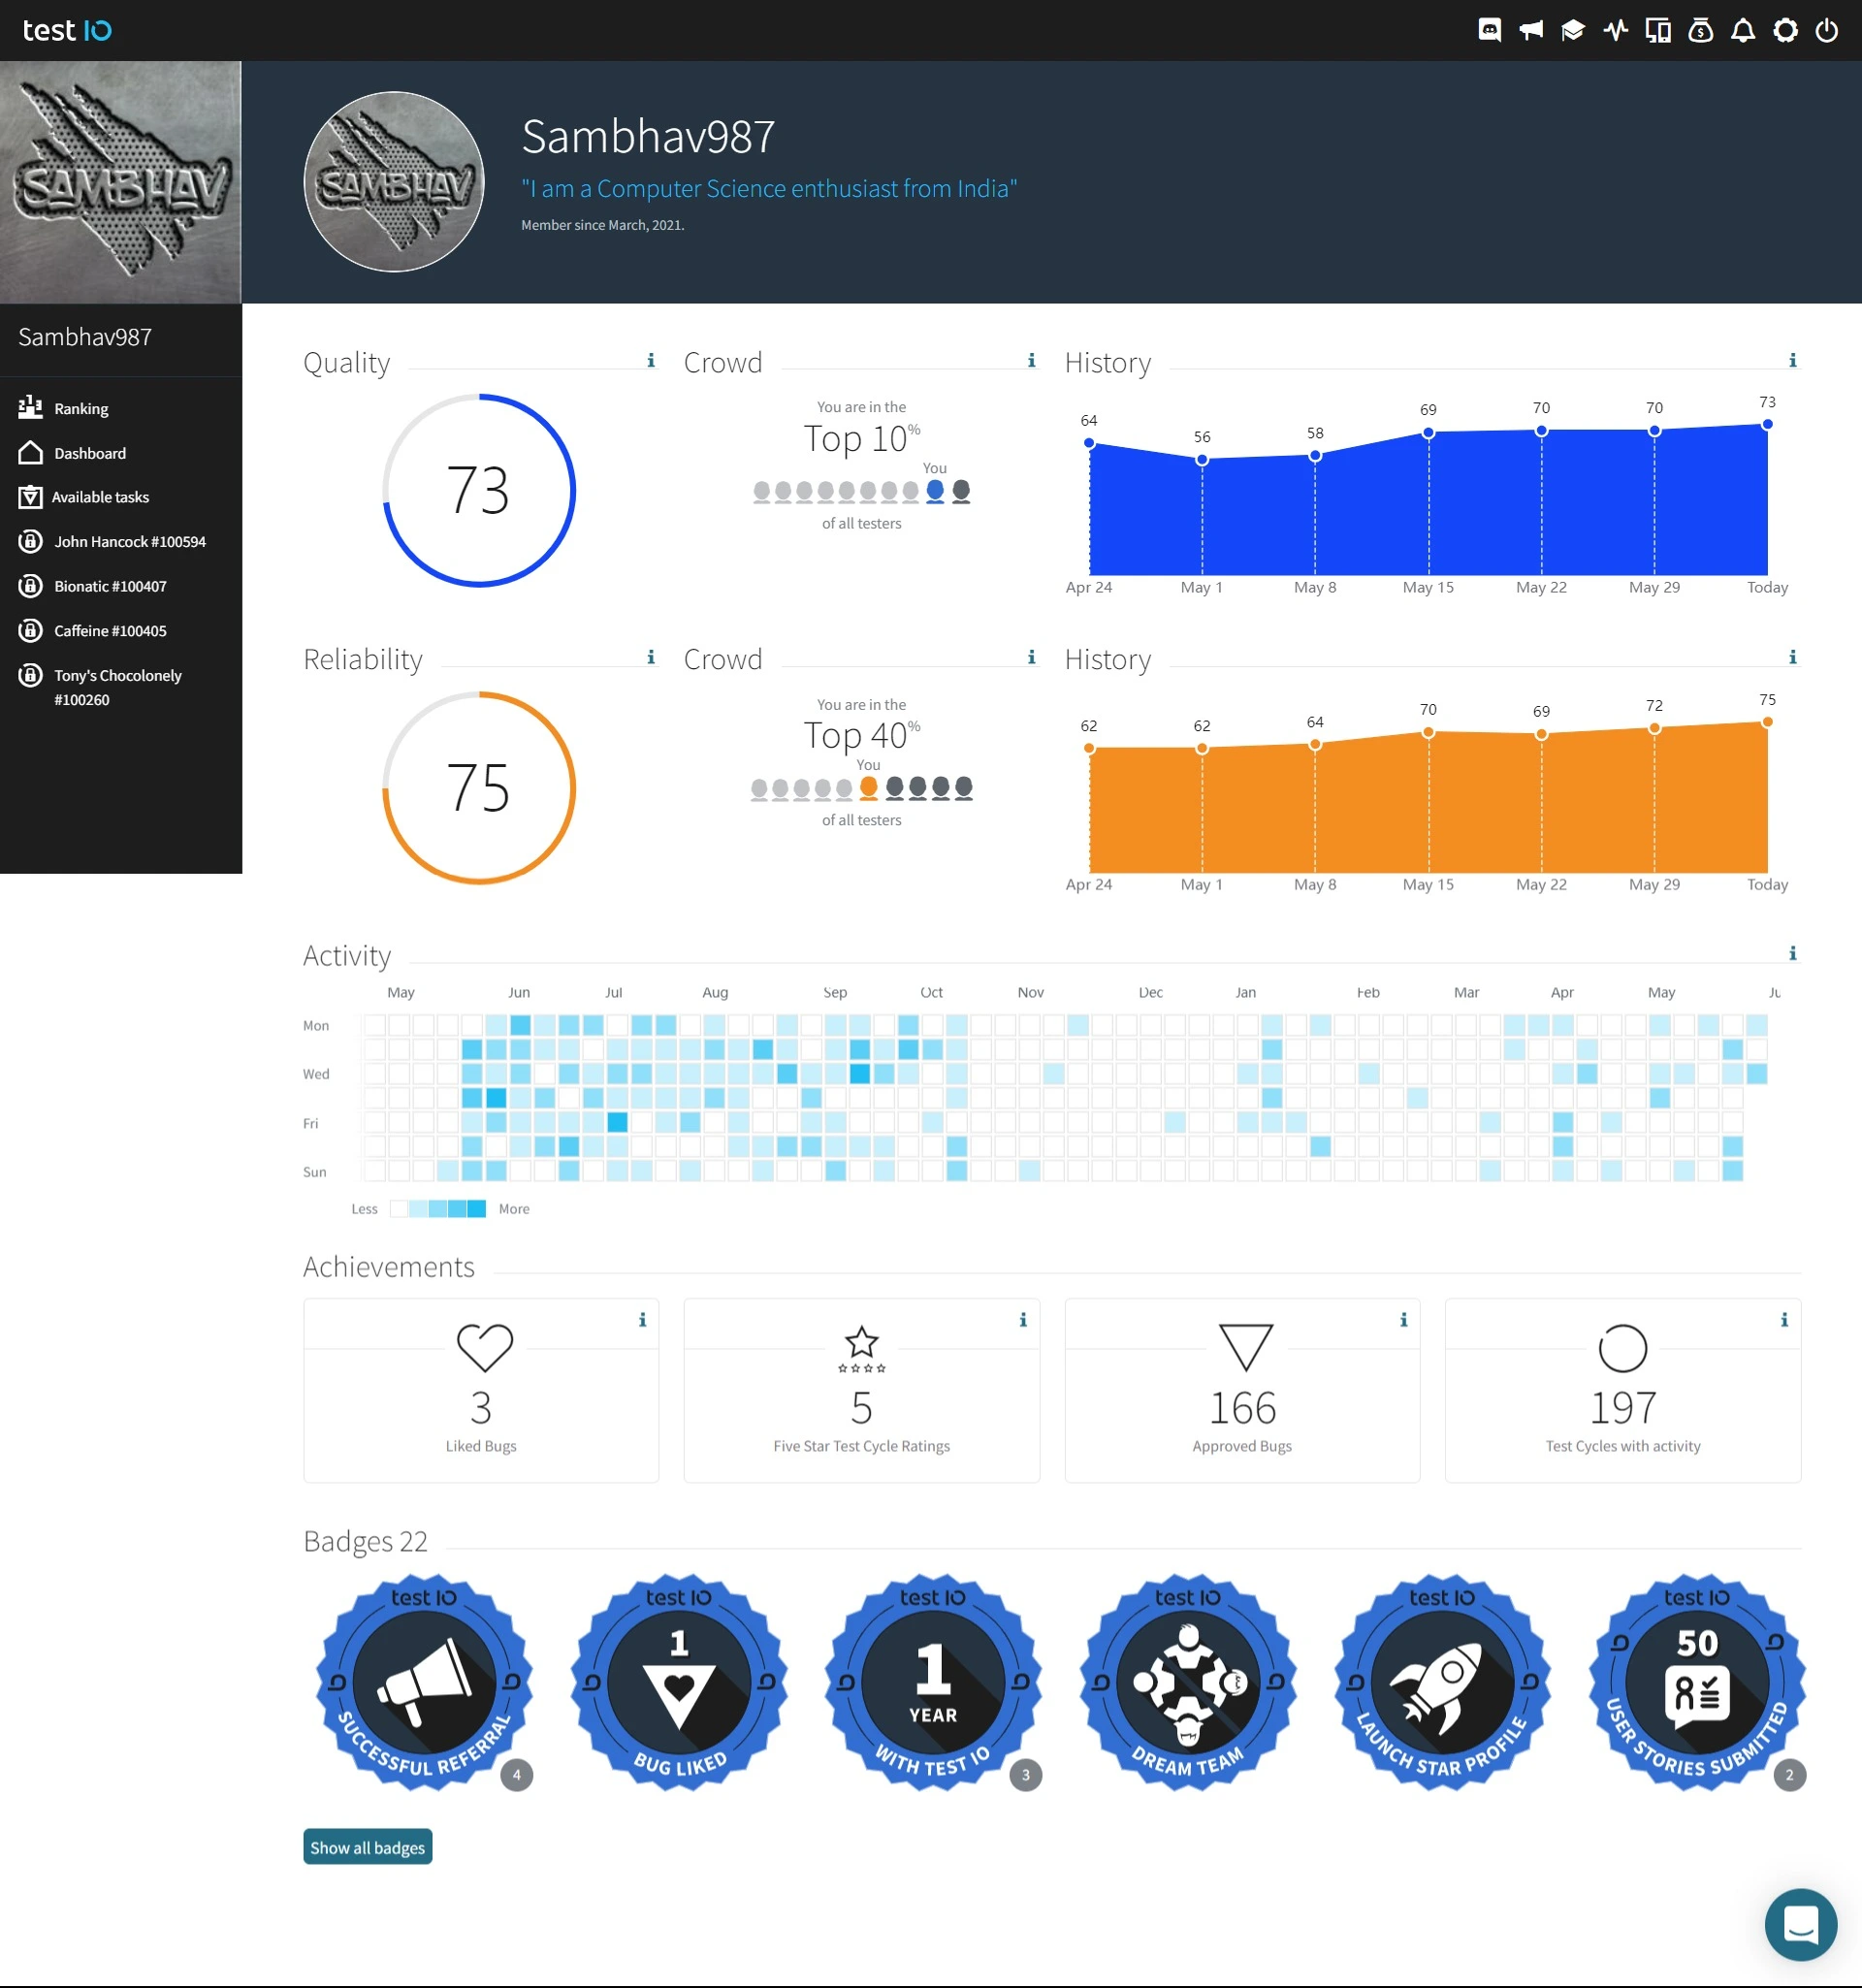 test IO
SAMBHAV
SAMBHAV
Sambhav987
"I am a Computer Science enthusiast from India"
Member since March, 2021.
Sambhav987
Ranking
Dashboard
Available tasks
John Hancock #100594
Bionatic #100407
Caffeine #100405
Tony's Chocolonely
#100260
Quality
73
Crowd
You are in the
Top 10%
You
of all testers
History
64 56 58 69 70 70 73
Apr 24 May 1 May 8 May 15 May 22 May 29 Today
Reliability
75
Crowd
You are in the
Top 40%
You
of all testers
History
62 62 64 70 69 72 75
Apr 24 May 1 May 8 May 15 May 22 May 29 Today
Activity
May Jun Jul Aug Sep Oct Nov Dec Jan Feb Mar Apr May Ju
Mon
Wed
Fri
Sun
Less More
Achievements
3
Liked Bugs
5
Five Star Test Cycle Ratings
166
Approved Bugs
197
Test Cycles with activity
Badges 22
test IO
SUCCESSFUL REFERRAL
4
test IO
1
BUG LIKED
test IO
1
YEAR
WITH TEST IO
3
test IO
DREAM TEAM
test IO
LAUNCH STAR PROFILE
test IO
50
USER STORIES SUBMITTED
2
Show all badges